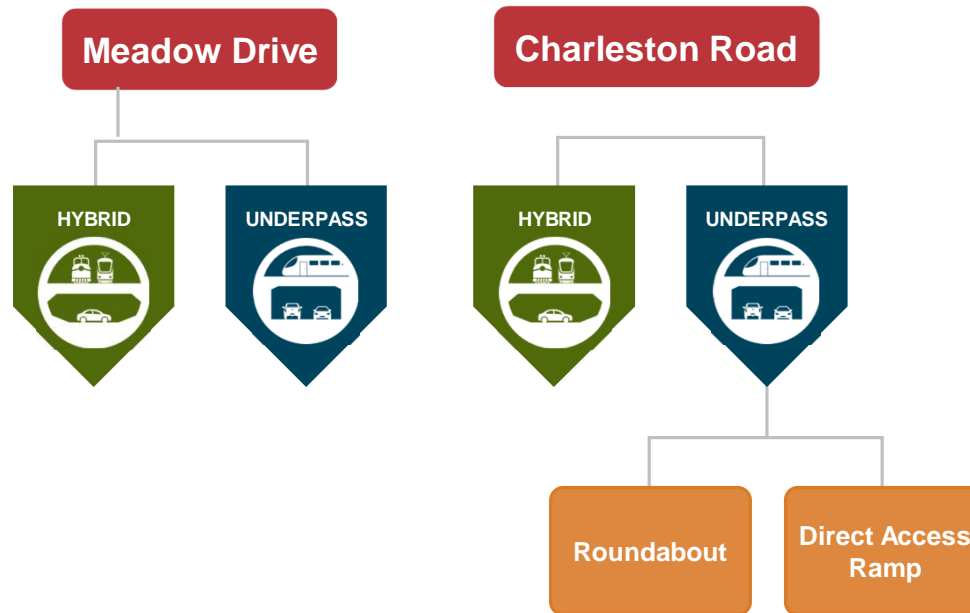 Meadow Drive
Charleston Road
HYBRID
UNDERPASS
HYBRID
UNDERPASS
Roundabout
Direct Access
Ramp